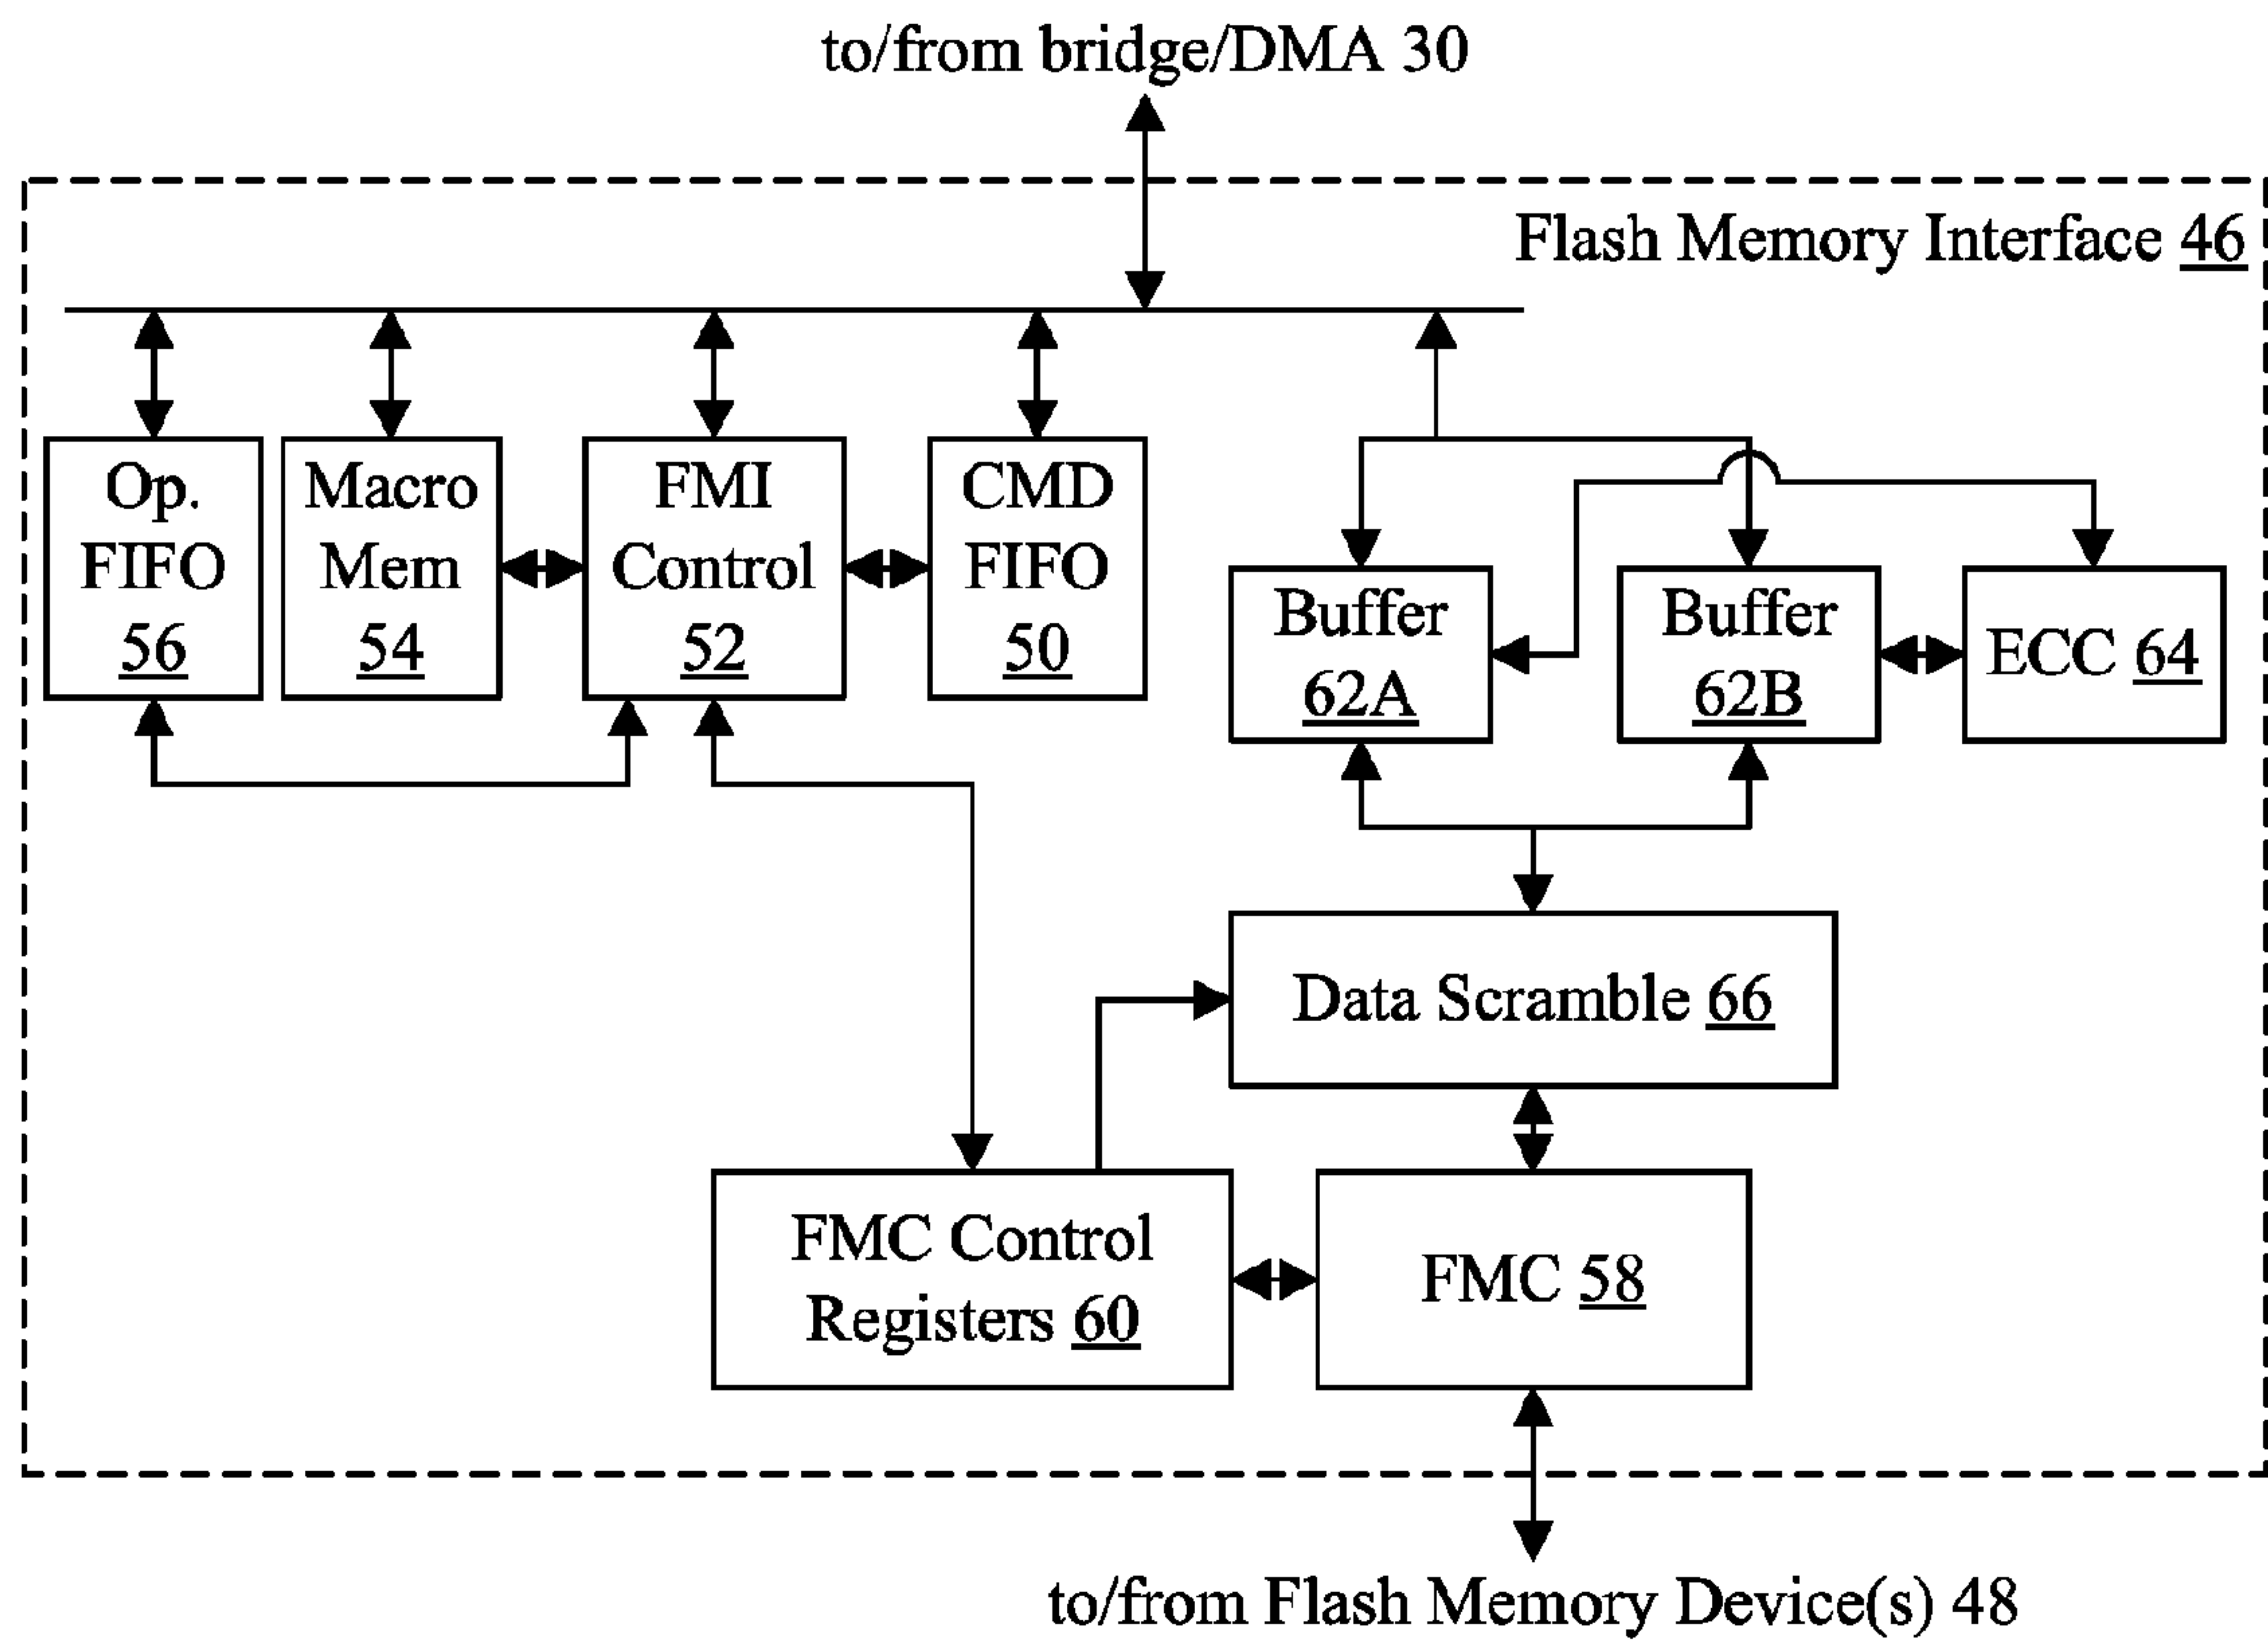 to/from bridge/DMA 30
Flash Memory Interface 46
Op.
FIFO
56
Macro
Mem
54
FMI
Control
52
CMD
FIFO
50
Buffer
62A
Buffer
62B
ECC 64
Data Scramble 66
FMC Control
Registers 60
FMC 58
to/from Flash Memory Device(s) 48